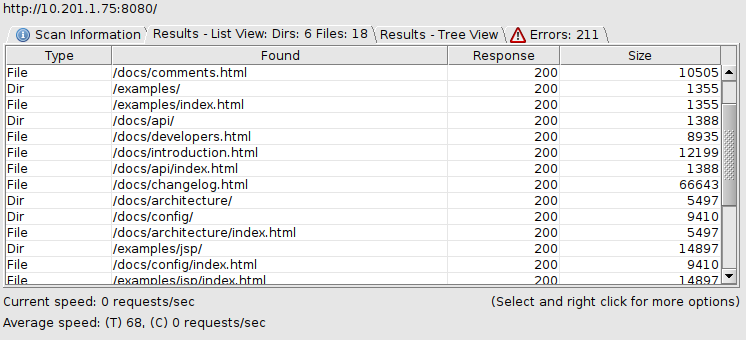 http://10.201.1.75:8080/
Scan Information Results - List View: Dirs: 6 Files: 18 Results - Tree View Errors: 211
Type Found Response Size
File /docs/comments.html 200 10505
Dir /examples/ 200 1355
File /examples/index.html 200 1355
Dir /docs/api/ 200 1388
File /docs/developers.html 200 8935
File /docs/introduction.html 200 12199
File /docs/api/index.html 200 1388
File /docs/changelog.html 200 66643
Dir /docs/architecture/ 200 5497
Dir /docs/config/ 200 9410
File /docs/architecture/index.html 200 5497
Dir /examples/jsp/ 200 14897
File /docs/config/index.html 200 9410
File /examples/jsp/index.html 200 14897
Current speed: 0 requests/sec (Select and right click for more options)
Average speed: (T) 68, (C) 0 requests/sec